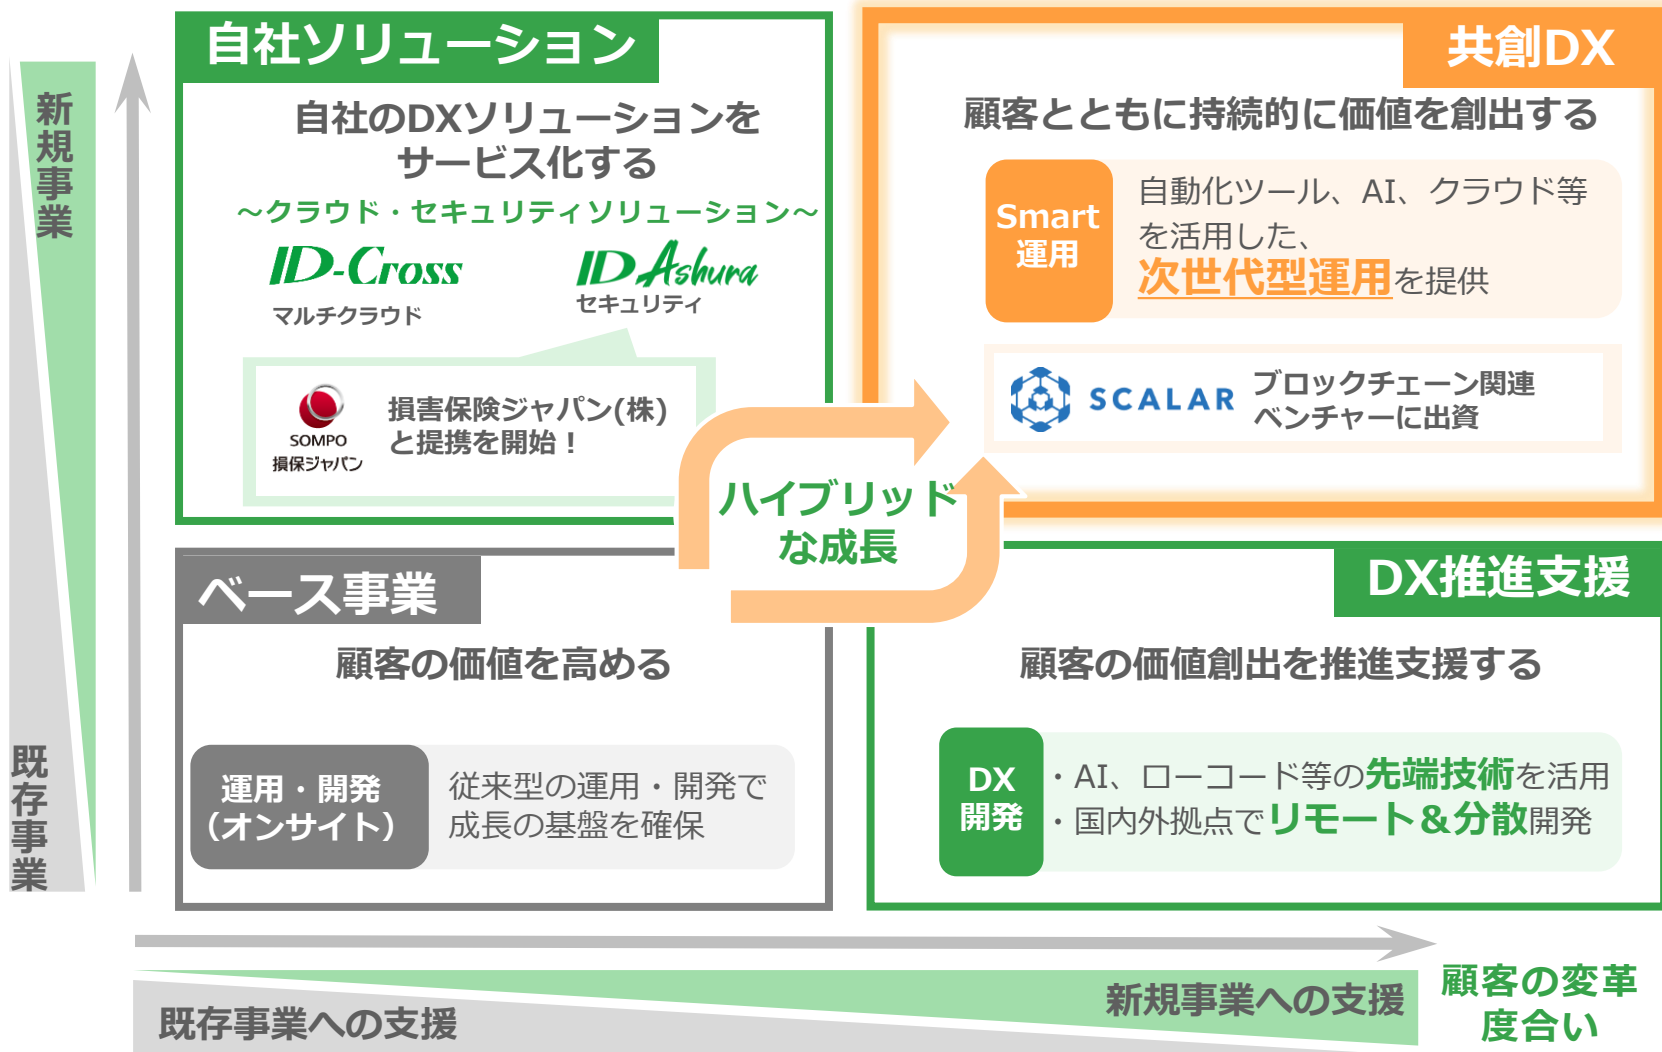 新規事業
既存事業
自社ソリューション
自社のDXソリューションを
サービス化する
～クラウド・セキュリティソリューション～
ID-Cross
マルチクラウド
ID Ashura
セキュリティ
SOMPO
損保ジャパン
損害保険ジャパン(株)
と提携を開始！
共創DX
顧客とともに持続的に価値を創出する
Smart
運用
自動化ツール、AI、クラウド等
を活用した、
次世代型運用を提供
SCALAR
ブロックチェーン関連
ベンチャーに出資
ハイブリッド
な成長
ベース事業
顧客の価値を高める
運用・開発
（オンサイト）
従来型の運用・開発で
成長の基盤を確保
DX推進支援
顧客の価値創出を推進支援する
DX
開発
・AI、ローコード等の先端技術を活用
・国内外拠点でリモート＆分散開発
既存事業への支援
新規事業への支援
顧客の変革
度合い